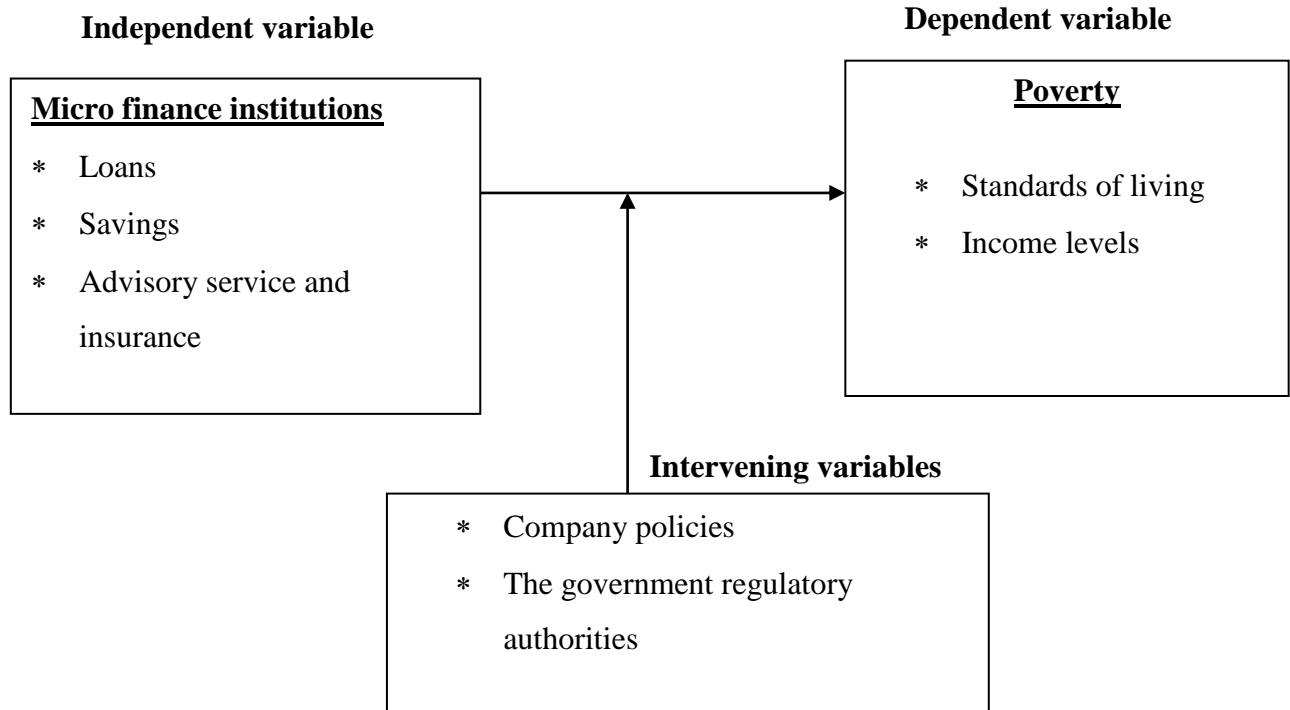 Independent variable
Dependent variable
Micro finance institutions
* Loans
* Savings
* Advisory service and
insurance
Poverty
* Standards of living
* Income levels
Intervening variables
* Company policies
* The government regulatory
authorities